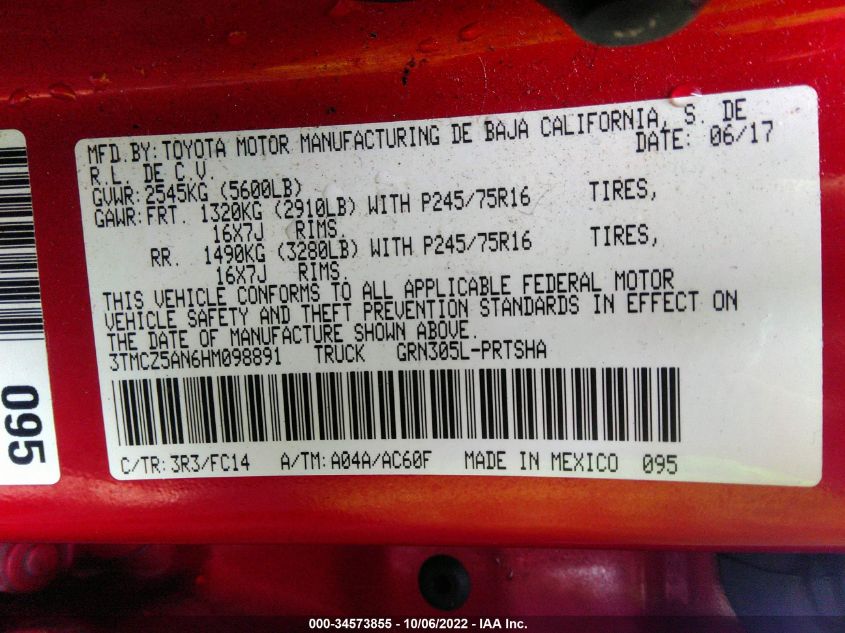 MFD.BY:TOYOTA MOTOR MANUFACTURING DE BAJA CALIFORNIA, S. DE
R.L. DE C.V. DATE: 06/17
GVWR:2545KG (5600LB)
GAWR:FRT. 1320KG (2910LB) WITH P245/75R16 TIRES,
16X7J RIMS.
RR. 1490KG (3280LB) WITH P245/75R16 TIRES,
16X7J RIMS.
THIS VEHICLE CONFORMS TO ALL APPLICABLE FEDERAL MOTOR
VEHICLE SAFETY AND THEFT PREVENTION STANDARDS IN EFFECT ON
THE DATE OF MANUFACTURE SHOWN ABOVE.
3TMCZ5AN6HM098891 TRUCK GRN305L-PRTSHA
C/TR:3R3/FC14 A/TM:A04A/AC60F MADE IN MEXICO 095
095
000-34573855 - 10/06/2022 - IAA Inc.